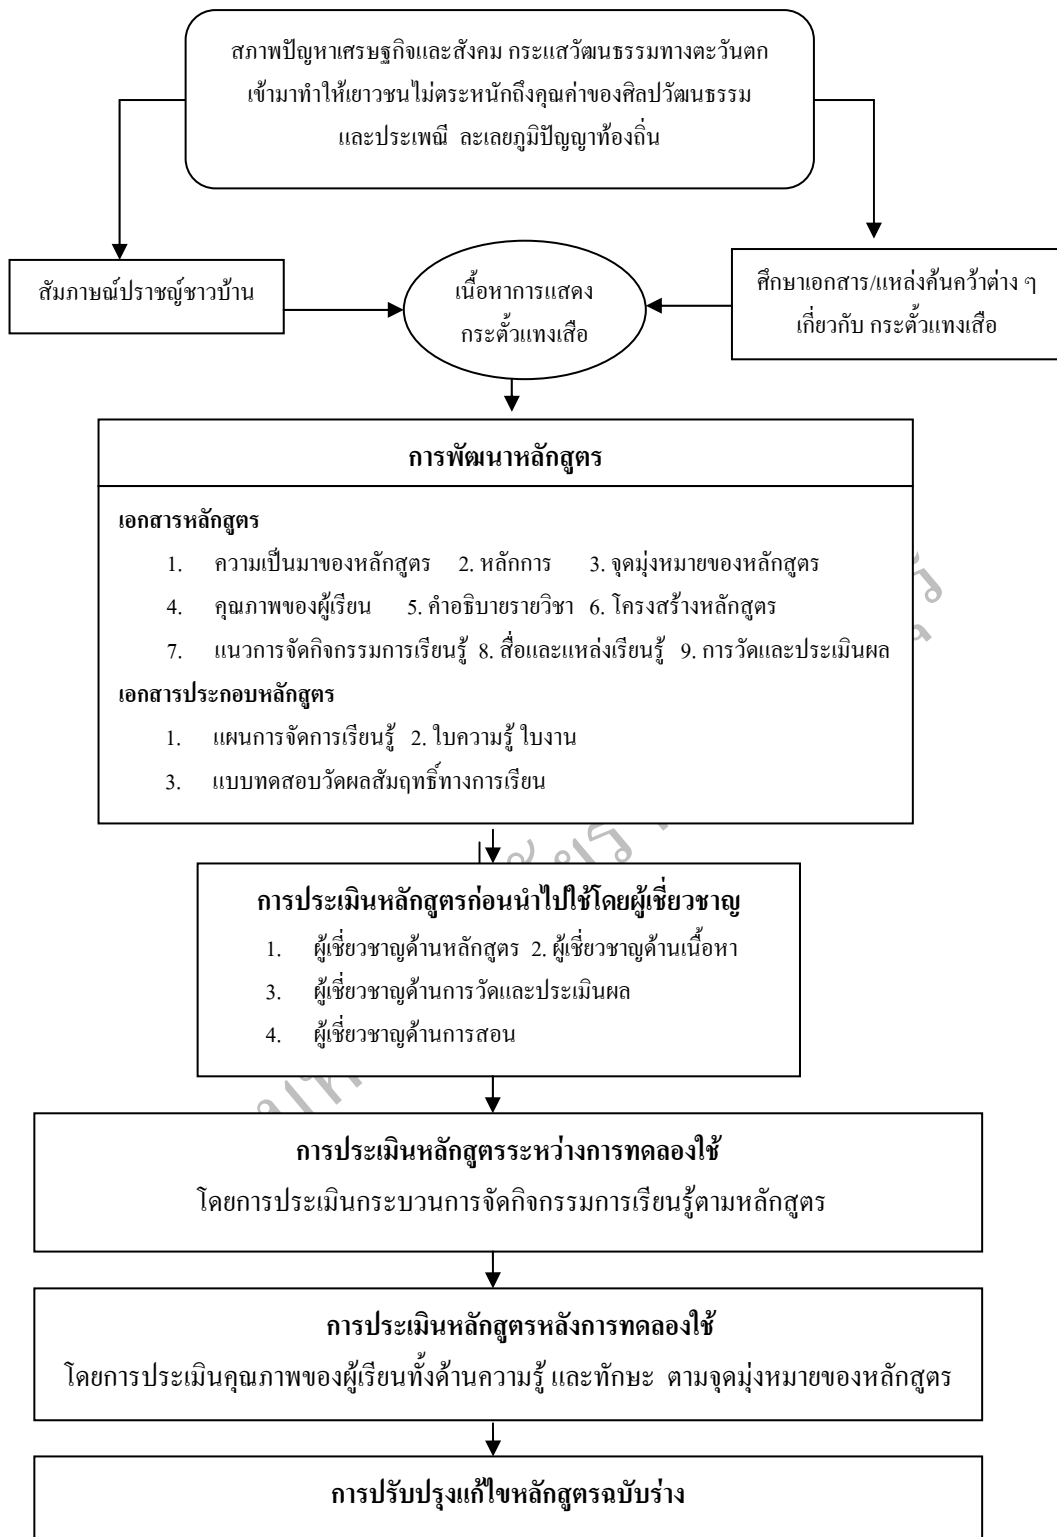 สภาพปัญหาเศรษฐกิจและสังคม กระแสวัฒนธรรมทางตะวันตก
เข้ามาทำให้เยาวชนไม่ตระหนักถึงคุณค่าของศิลปวัฒนธรรม
และประเพณี ละเลยภูมิปัญญาท้องถิ่น
สัมภาษณ์ปราชญ์ชาวบ้าน
เนื้อหาการแสดง
กระตั้วแทงเสือ
ศึกษาเอกสาร/แหล่งค้นคว้าต่าง ๆ
เกี่ยวกับ กระตั้วแทงเสือ
การพัฒนาหลักสูตร
เอกสารหลักสูตร
1. ความเป็นมาของหลักสูตร 2. หลักการ 3. จุดมุ่งหมายของหลักสูตร
4. คุณภาพของผู้เรียน 5. คำอธิบายรายวิชา 6. โครงสร้างหลักสูตร
7. แนวการจัดกิจกรรมการเรียนรู้ 8. สื่อและแหล่งเรียนรู้ 9. การวัดและประเมินผล
เอกสารประกอบหลักสูตร
1. แผนการจัดการเรียนรู้ 2. ใบความรู้ ใบงาน
3. แบบทดสอบวัดผลสัมฤทธิ์ทางการเรียน
การประเมินหลักสูตรก่อนนำไปใช้โดยผู้เชี่ยวชาญ
1. ผู้เชี่ยวชาญด้านหลักสูตร 2. ผู้เชี่ยวชาญด้านเนื้อหา
3. ผู้เชี่ยวชาญด้านการวัดและประเมินผล
4. ผู้เชี่ยวชาญด้านการสอน
การประเมินหลักสูตรระหว่างการทดลองใช้
โดยการประเมินกระบวนการจัดกิจกรรมการเรียนรู้ตามหลักสูตร
การประเมินหลักสูตรหลังการทดลองใช้
โดยการประเมินคุณภาพของผู้เรียนทั้งด้านความรู้ และทักษะ ตามจุดมุ่งหมายของหลักสูตร
การปรับปรุงแก้ไขหลักสูตรฉบับร่าง